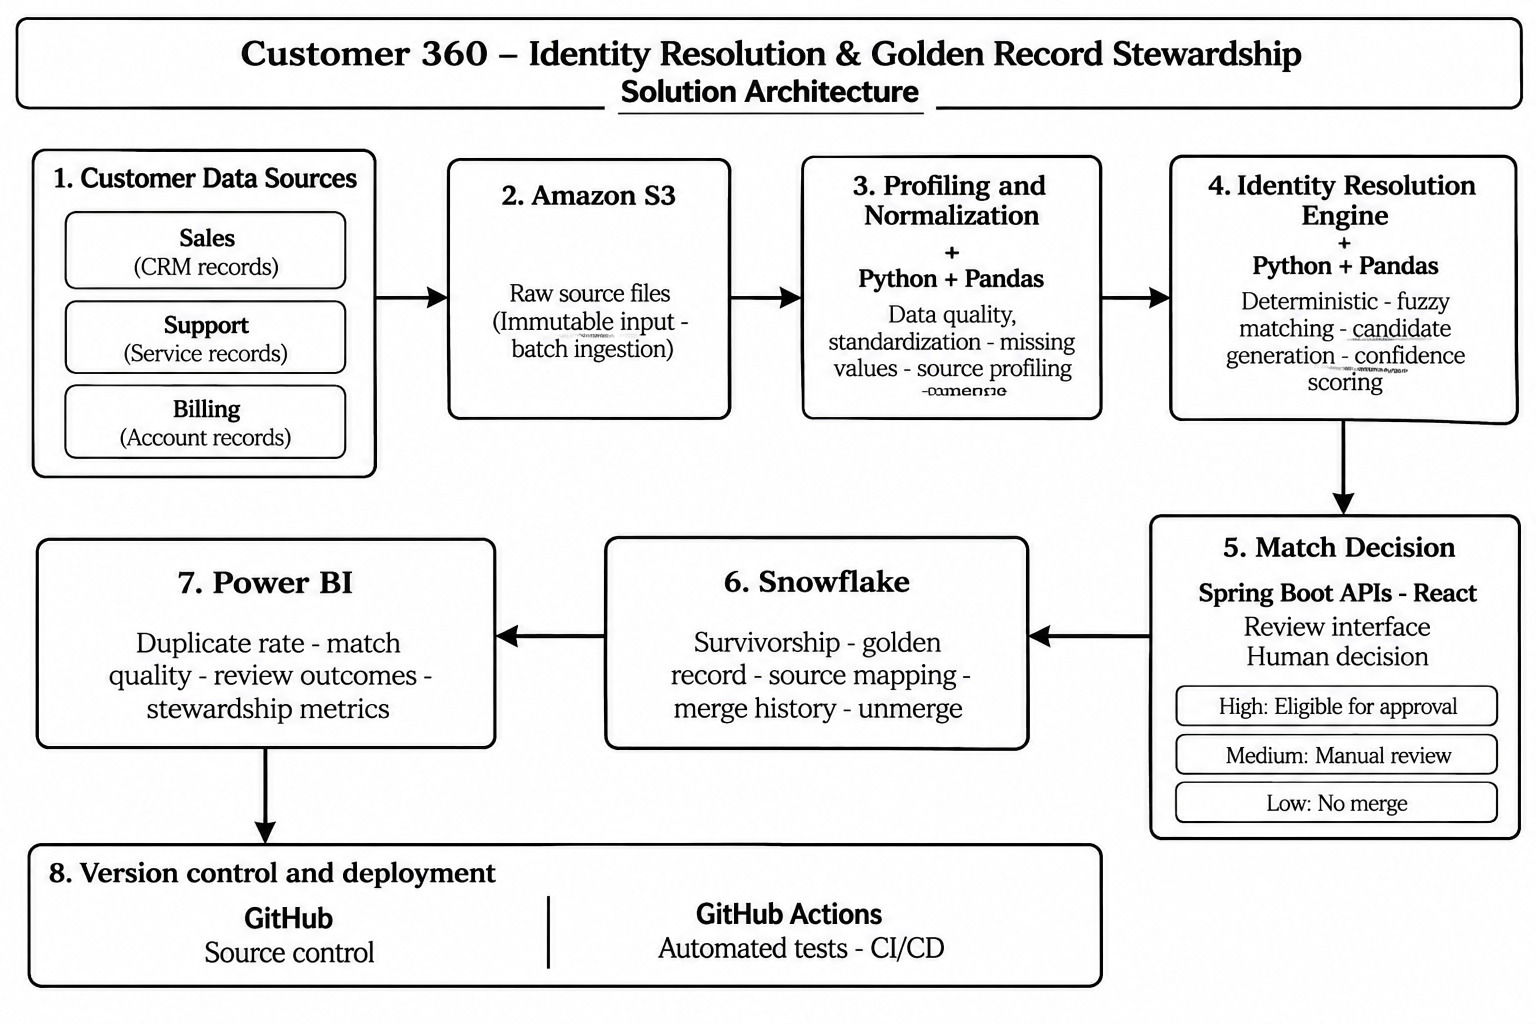 Customer 360 – Identity Resolution & Golden Record Stewardship
Solution Architecture
1. Customer Data Sources
Sales
(CRM records)
Support
(Service records)
Billing
(Account records)
2. Amazon S3
Raw source files
(Immutable input -
batch ingestion)
3. Profiling and
Normalization
+
Python + Pandas
Data quality,
standardization - missing
values - source profiling
4. Identity Resolution
Engine
+
Python + Pandas
Deterministic - fuzzy
matching - candidate
generation - confidence
scoring
5. Match Decision
Spring Boot APIs - React
Review interface
Human decision
High: Eligible for approval
Medium: Manual review
Low: No merge
6. Snowflake
Survivorship - golden
record - source mapping -
merge history - unmerge
7. Power BI
Duplicate rate - match
quality - review outcomes -
stewardship metrics
8. Version control and deployment
GitHub
Source control
GitHub Actions
Automated tests - CI/CD